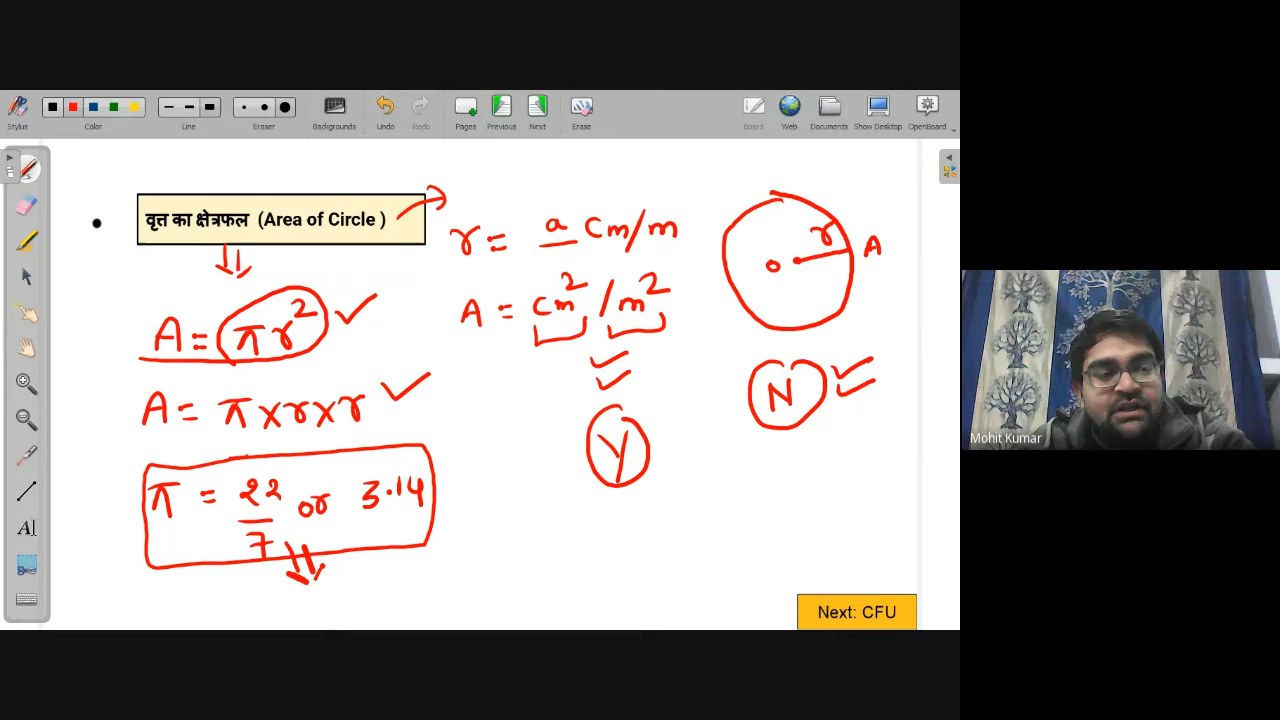 Stylus
Color
Line
Eraser
Backgrounds
Undo
Redo
Pages
Previous
Next
Erase
Board
Web
Documents
Show Desktop
OpenBoard
वृत्त का क्षेत्रफल (Area of Circle )
r = a cm/m
A = cm² /m²
r
A
o
A = πr²
A = π×r×r
π = 22/7 or 3.14
Y
N
Mohit Kumar
Next: CFU